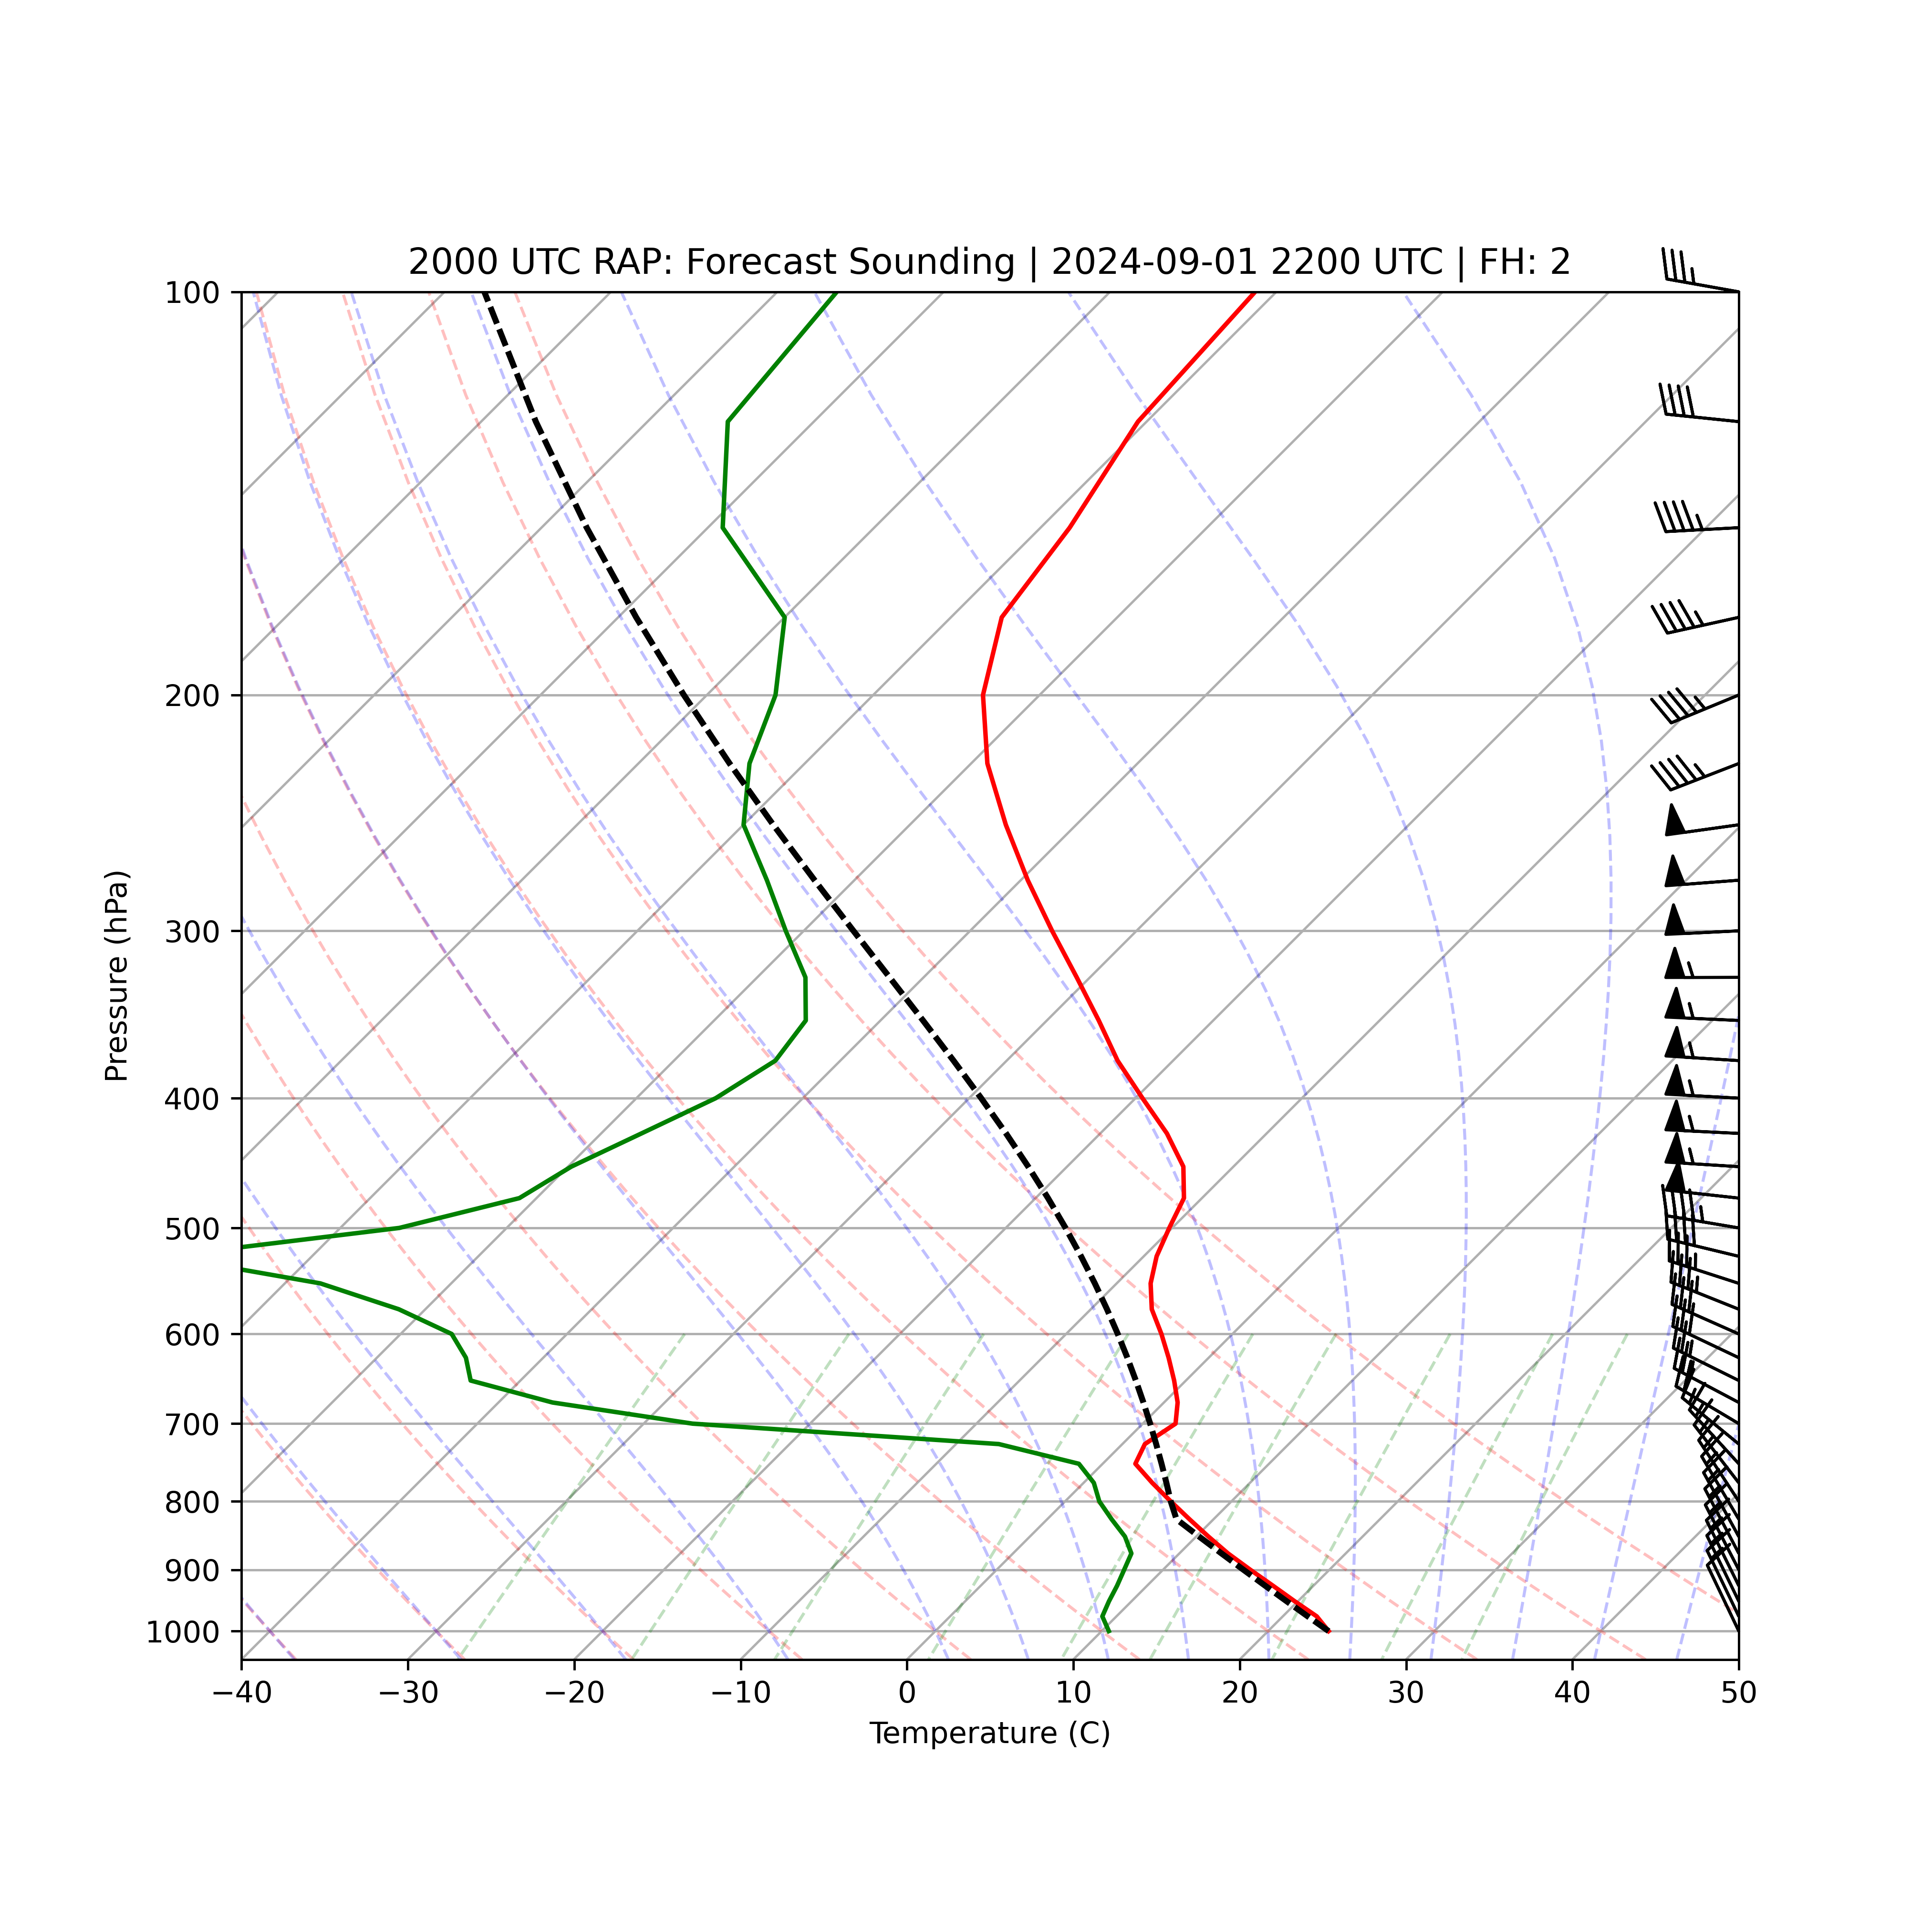 2000 UTC RAP: Forecast Sounding | 2024-09-01 2200 UTC | FH: 2
100
200
300
400
500
600
700
800
900
1000
Pressure (hPa)
−40 −30 −20 −10 0 10 20 30 40 50
Temperature (C)